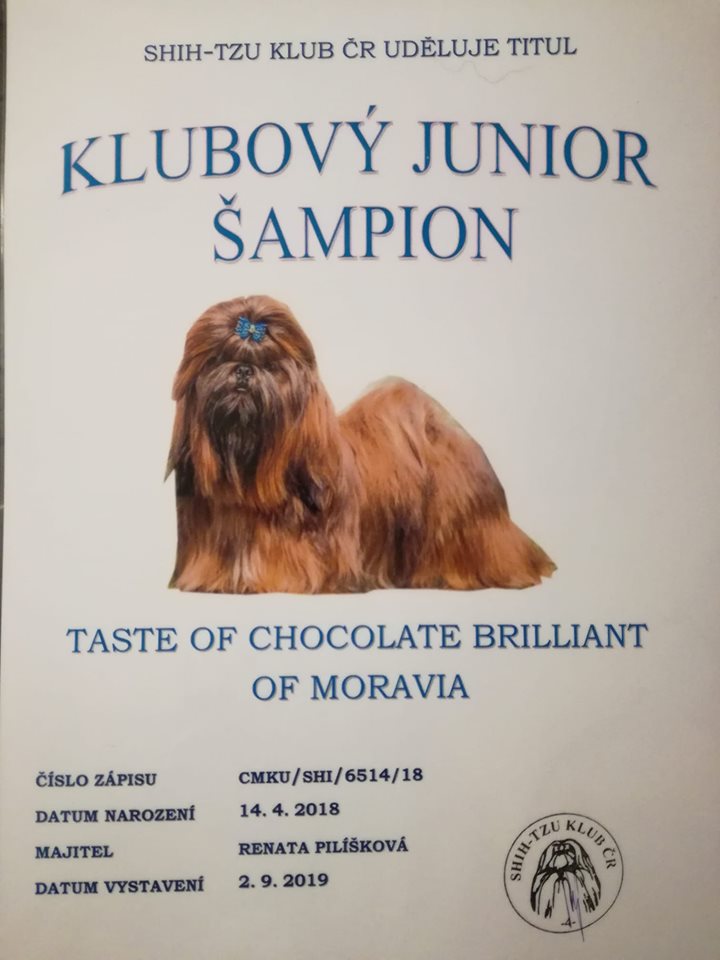 SHIH-TZU KLUB ČR UDĚLUJE TITUL
KLUBOVÝ JUNIOR
ŠAMPION
TASTE OF CHOCOLATE BRILLIANT
OF MORAVIA
ČÍSLO ZÁPISU CMKU/SHI/6514/18
DATUM NAROZENÍ 14. 4. 2018
MAJITEL RENATA PILÍŠKOVÁ
DATUM VYSTAVENÍ 2. 9. 2019
SHIH-TZU KLUB ČR
-4-